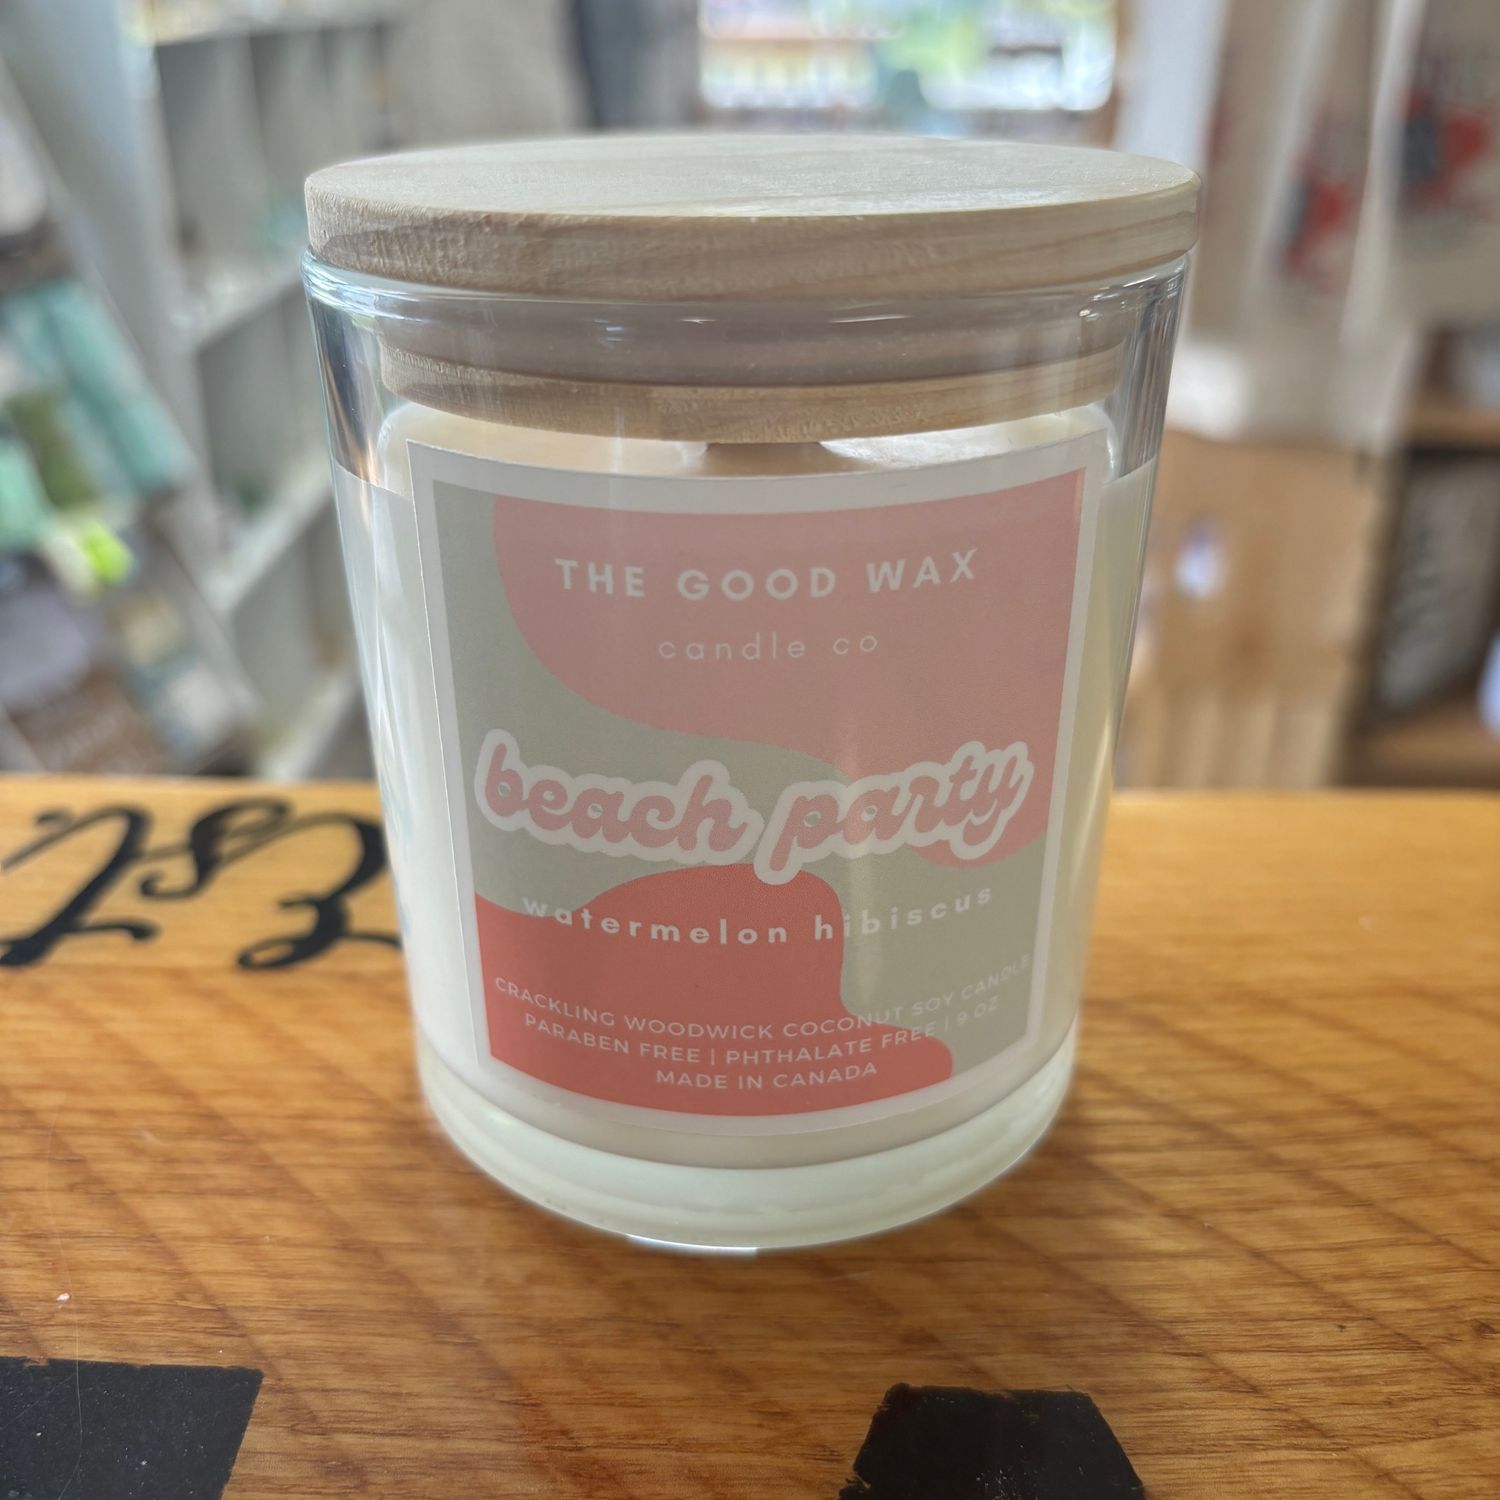 THE GOOD WAX
candle co
beach party
watermelon hibiscus
CRACKLING WOODWICK COCONUT SOY CANDLE
PARABEN FREE | PHTHALATE FREE | 9 OZ
MADE IN CANADA